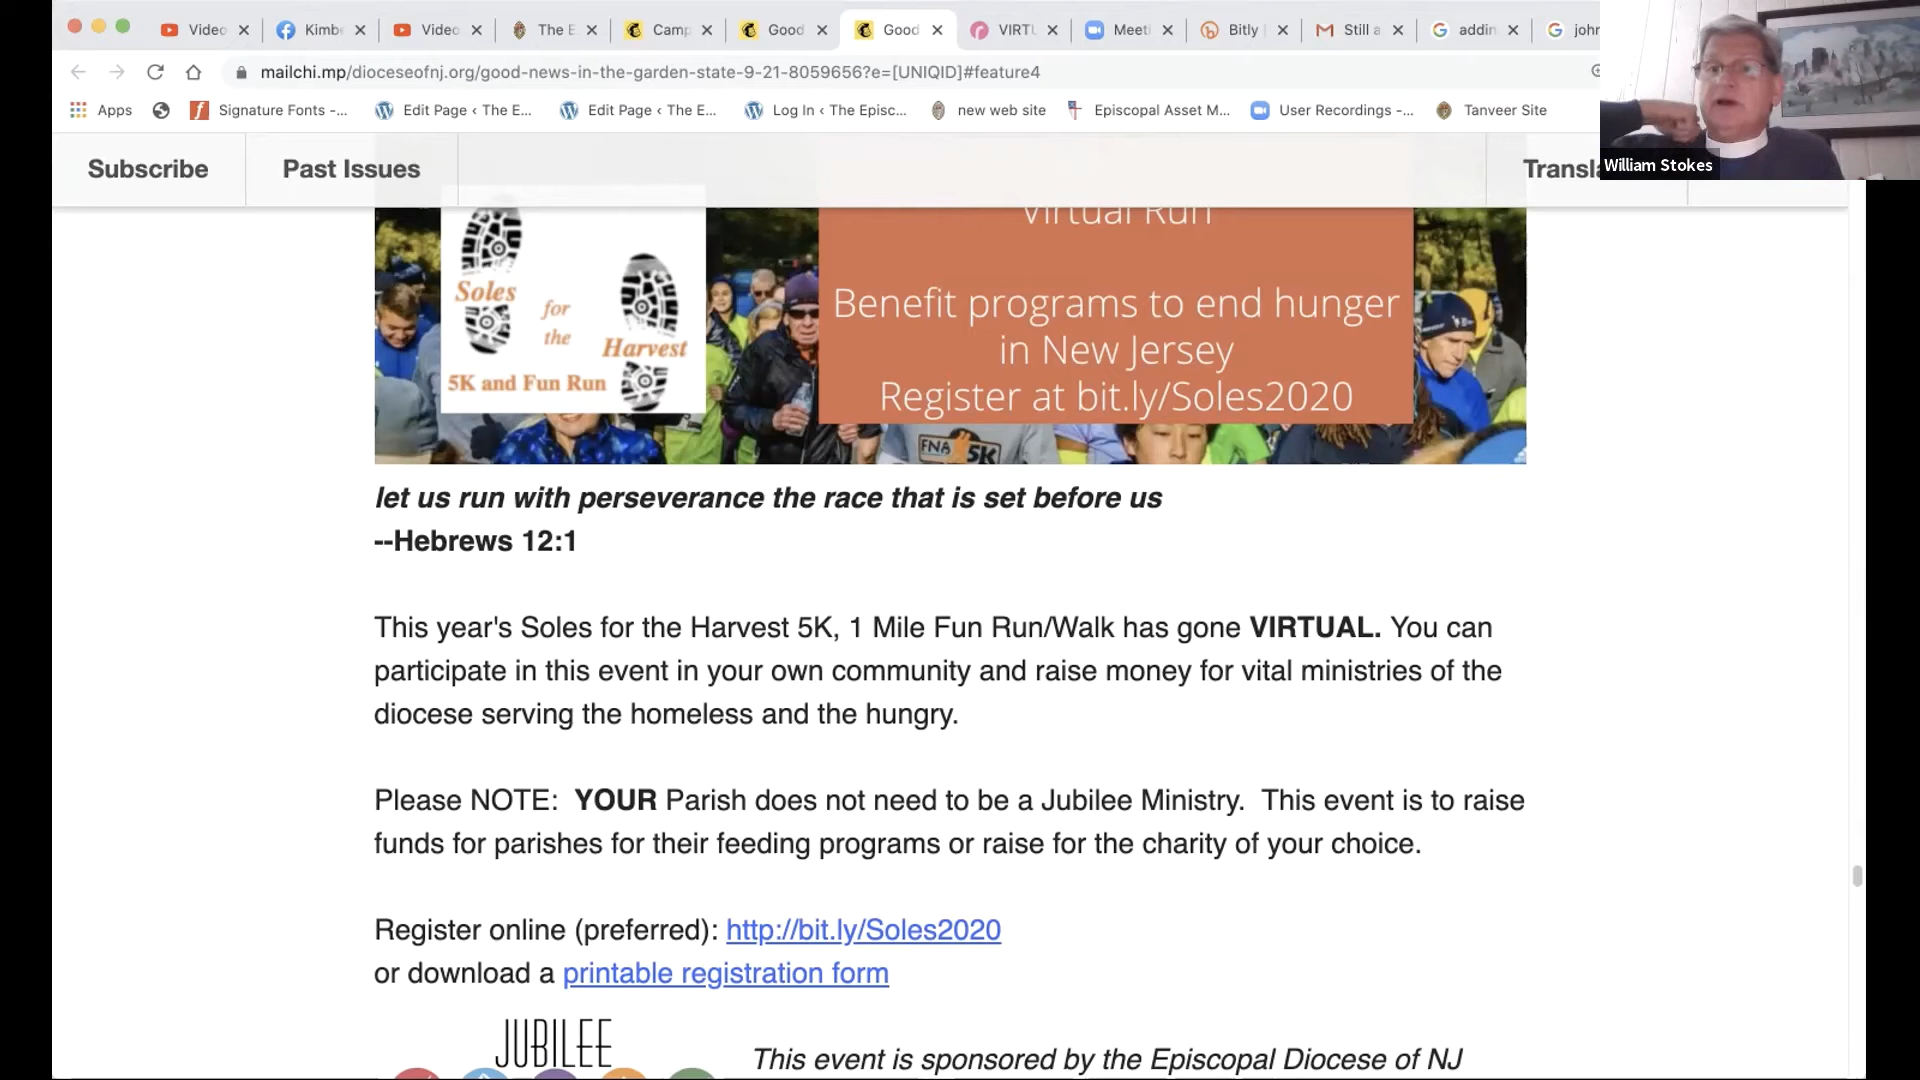 Video
Kimb
Video
The E
Camp
Good
Good
VIRTU
Meeti
Bitly
Still a
addin
john
mailchi.mp/dioceseofnj.org/good-news-in-the-garden-state-9-21-8059656?e=[UNIQID]#feature4
Apps
Signature Fonts -...
Edit Page ‹ The E...
Edit Page ‹ The E...
Log In ‹ The Episc...
new web site
Episcopal Asset M...
User Recordings -...
Tanveer Site
William Stokes
Subscribe
Past Issues
Transla
Virtual Run
Soles
for
the
Harvest
5K and Fun Run
Benefit programs to end hunger
in New Jersey
Register at bit.ly/Soles2020
FNA 5K
let us run with perseverance the race that is set before us
--Hebrews 12:1
This year's Soles for the Harvest 5K, 1 Mile Fun Run/Walk has gone VIRTUAL. You can
participate in this event in your own community and raise money for vital ministries of the
diocese serving the homeless and the hungry.
Please NOTE: YOUR Parish does not need to be a Jubilee Ministry. This event is to raise
funds for parishes for their feeding programs or raise for the charity of your choice.
Register online (preferred): http://bit.ly/Soles2020
or download a printable registration form
JUBILEE
This event is sponsored by the Episcopal Diocese of NJ